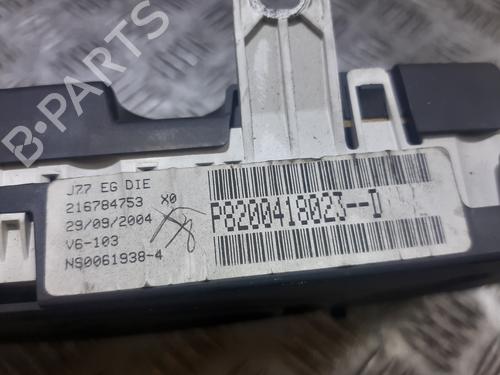 B-PARTS
J77 EG DIE
216784753 X0
29/09/2004
V6-103
NS0061938-4
P8200418023--D